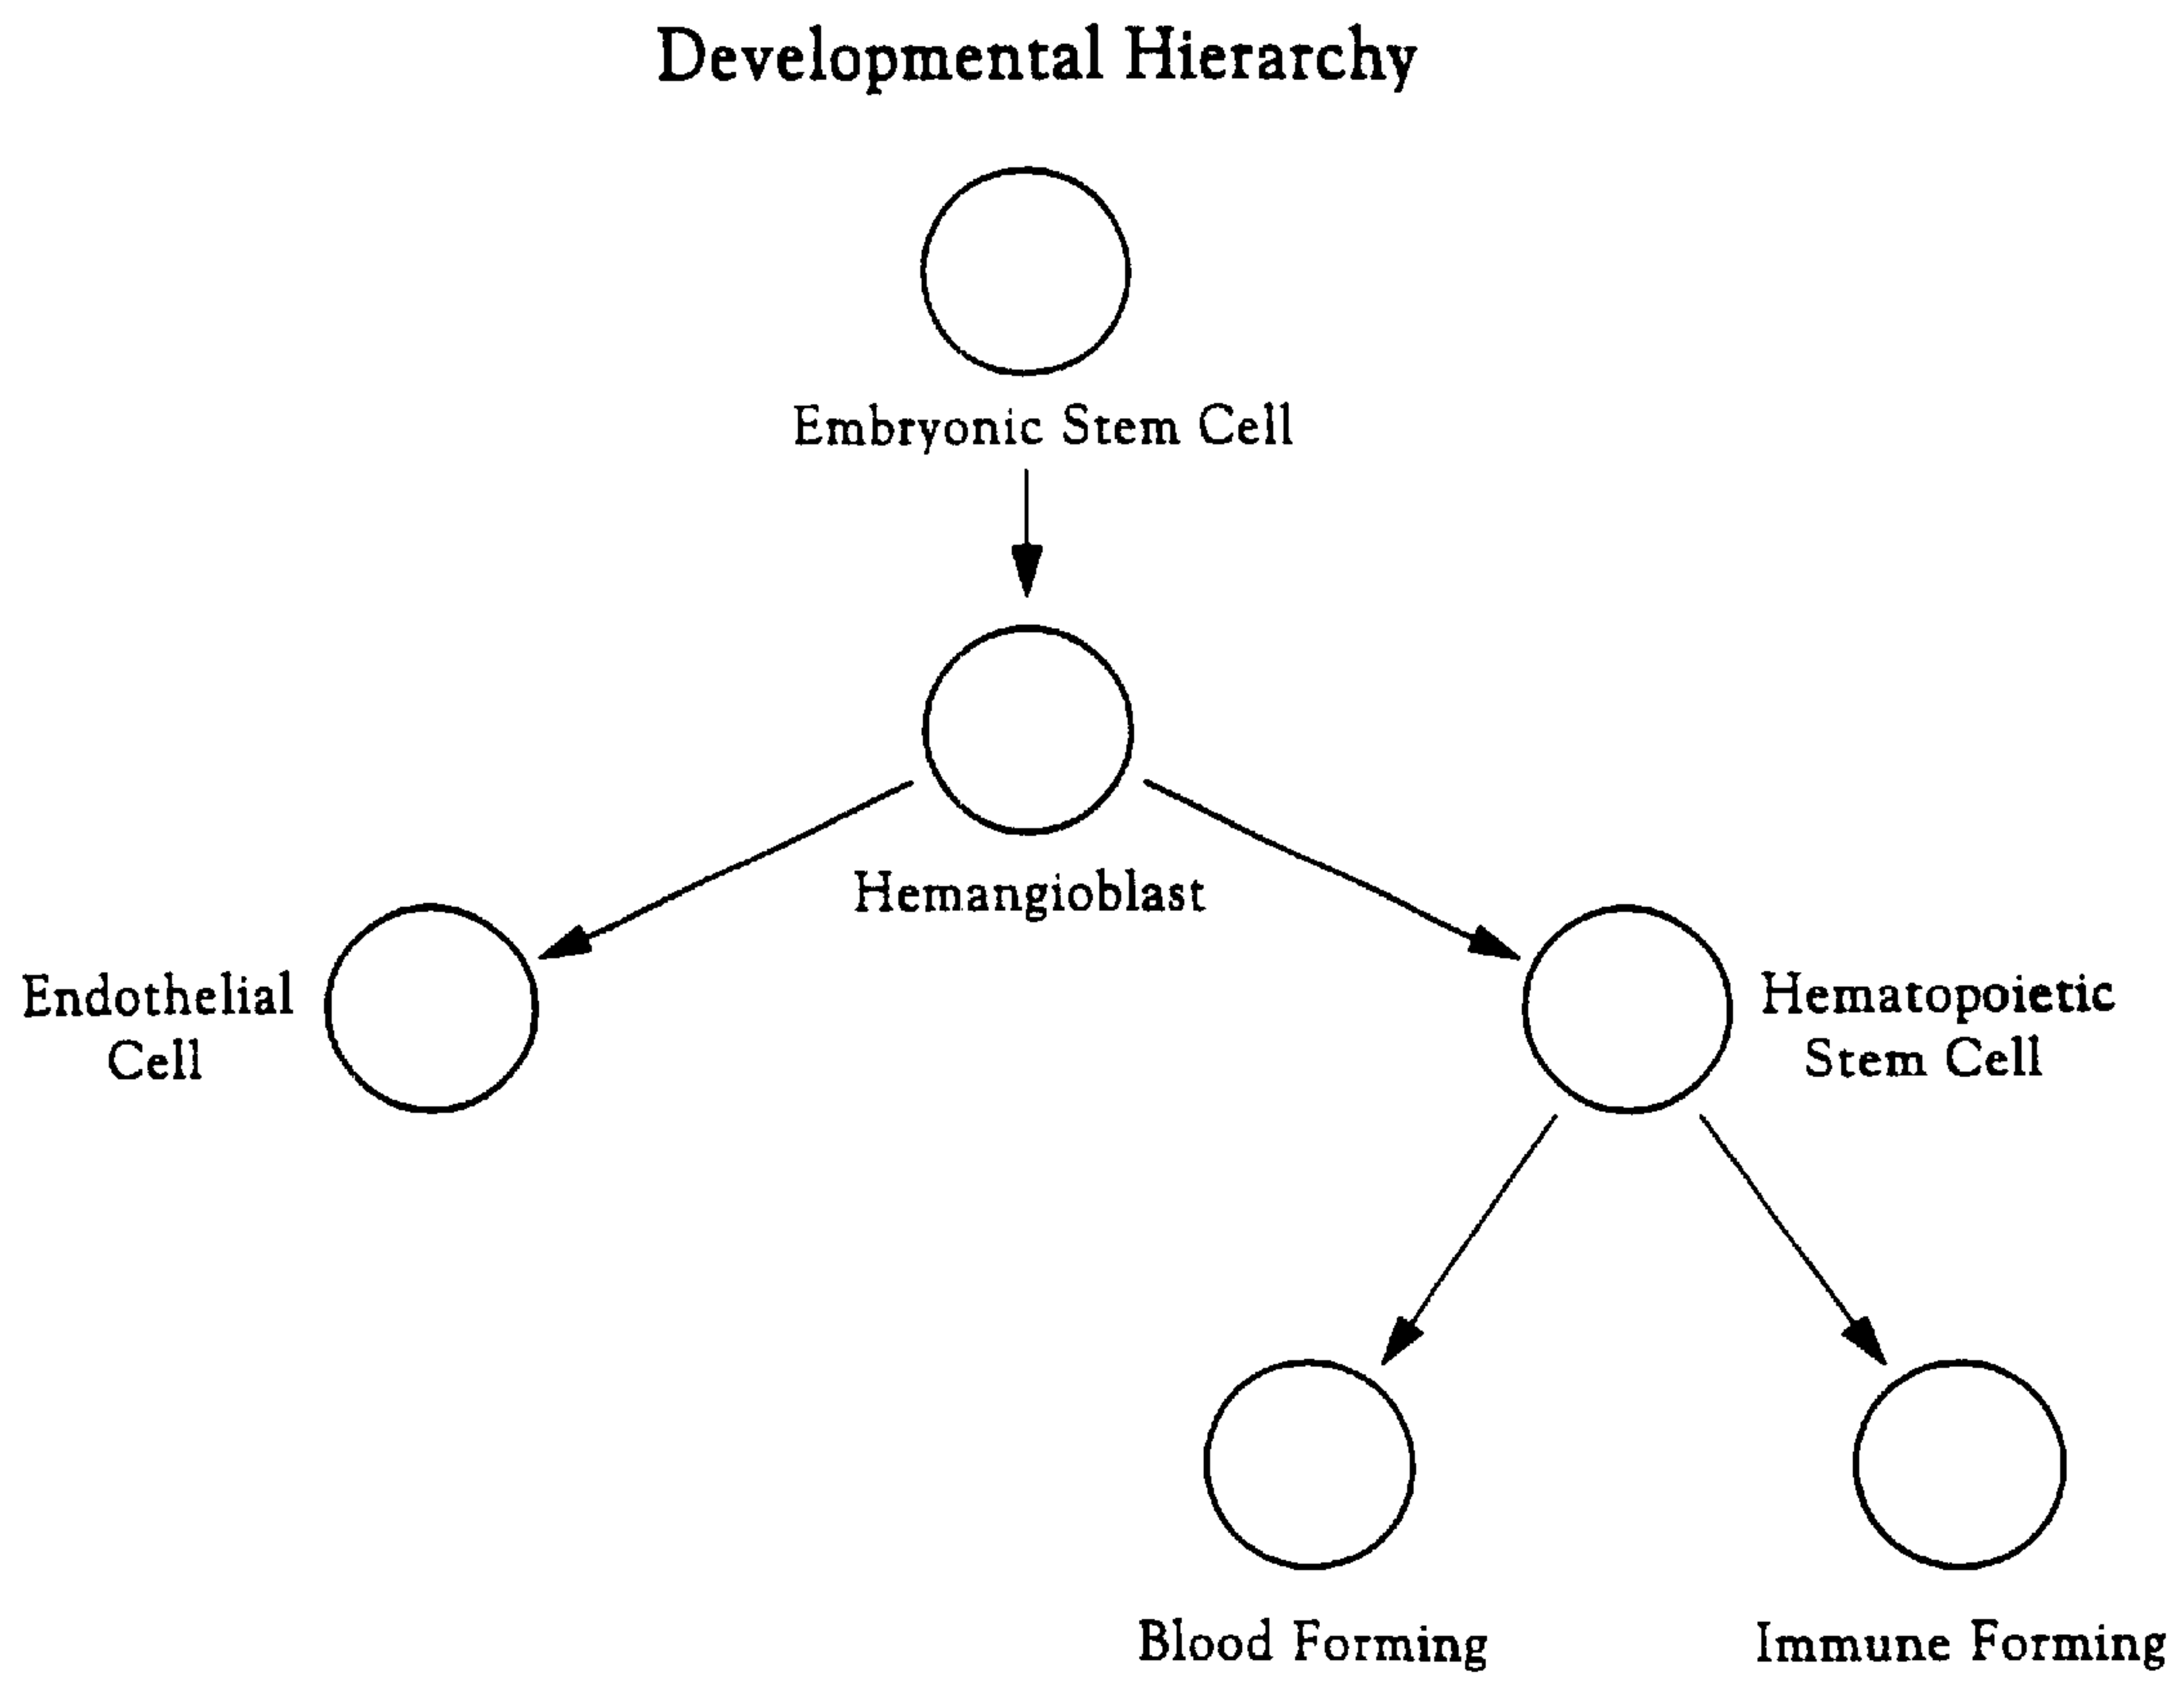 Developmental Hierarchy
Embryonic Stem Cell
Hemangioblast
Endothelial
Cell
Hematopoietic
Stem Cell
Blood Forming
Immune Forming